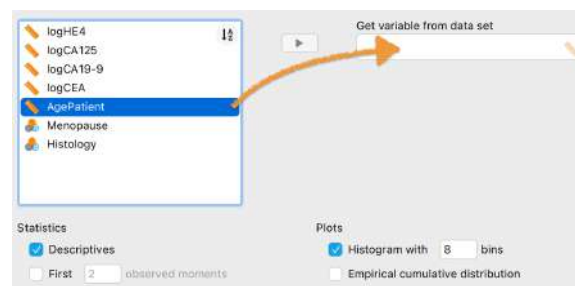 logHE4
logCA125
logCA19-9
logCEA
AgePatient
Menopause
Histology
Get variable from data set
Statistics
Descriptives
First 2 observed moments
Plots
Histogram with 8 bins
Empirical cumulative distribution